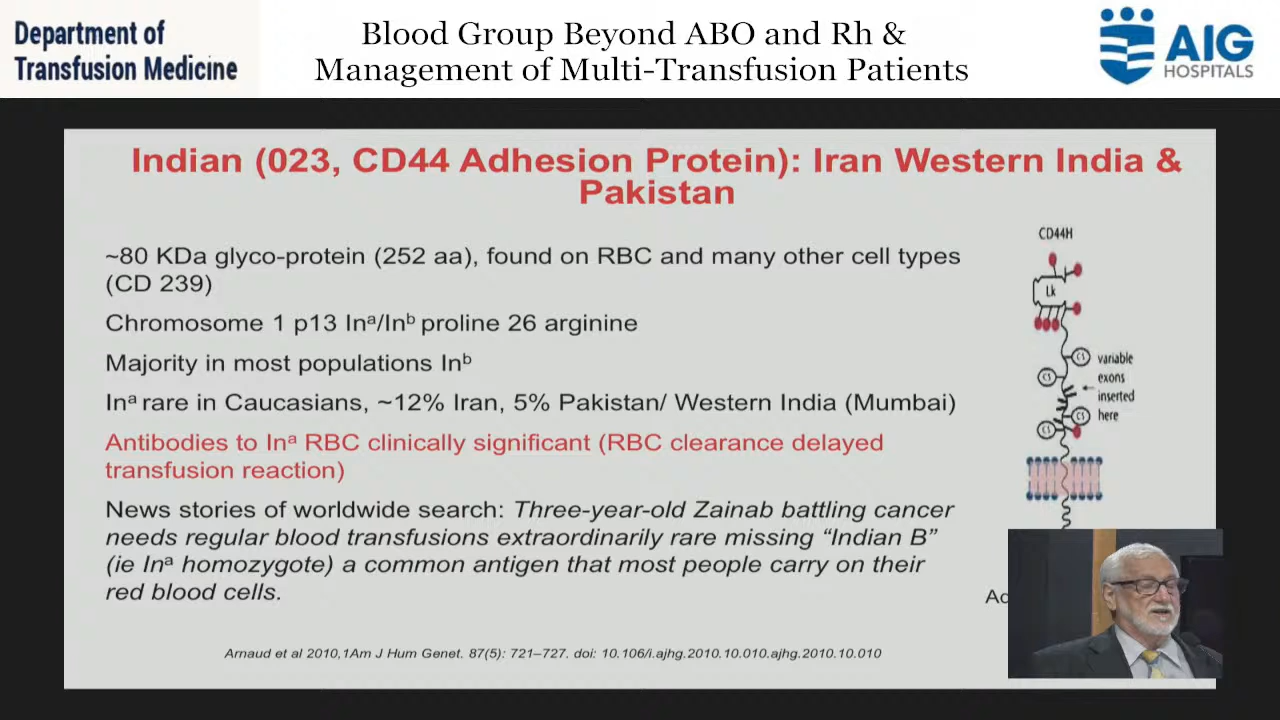 Department of
Transfusion Medicine
Blood Group Beyond ABO and Rh &
Management of Multi-Transfusion Patients
AIG
HOSPITALS
Indian (023, CD44 Adhesion Protein): Iran Western India &
Pakistan
~80 KDa glyco-protein (252 aa), found on RBC and many other cell types
(CD 239)
Chromosome 1 p13 Inᵃ/Inᵇ proline 26 arginine
Majority in most populations Inᵇ
Inᵃ rare in Caucasians, ~12% Iran, 5% Pakistan/ Western India (Mumbai)
Antibodies to Inᵃ RBC clinically significant (RBC clearance delayed
transfusion reaction)
News stories of worldwide search: Three-year-old Zainab battling cancer
needs regular blood transfusions extraordinarily rare missing “Indian B”
(ie Inᵃ homozygote) a common antigen that most people carry on their
red blood cells.
Arnaud et al 2010,1Am J Hum Genet. 87(5): 721–727. doi: 10.106/i.ajhg.2010.10.010.ajhg.2010.10.010
CD44H
Lk
variable
exons
inserted
here
Ad